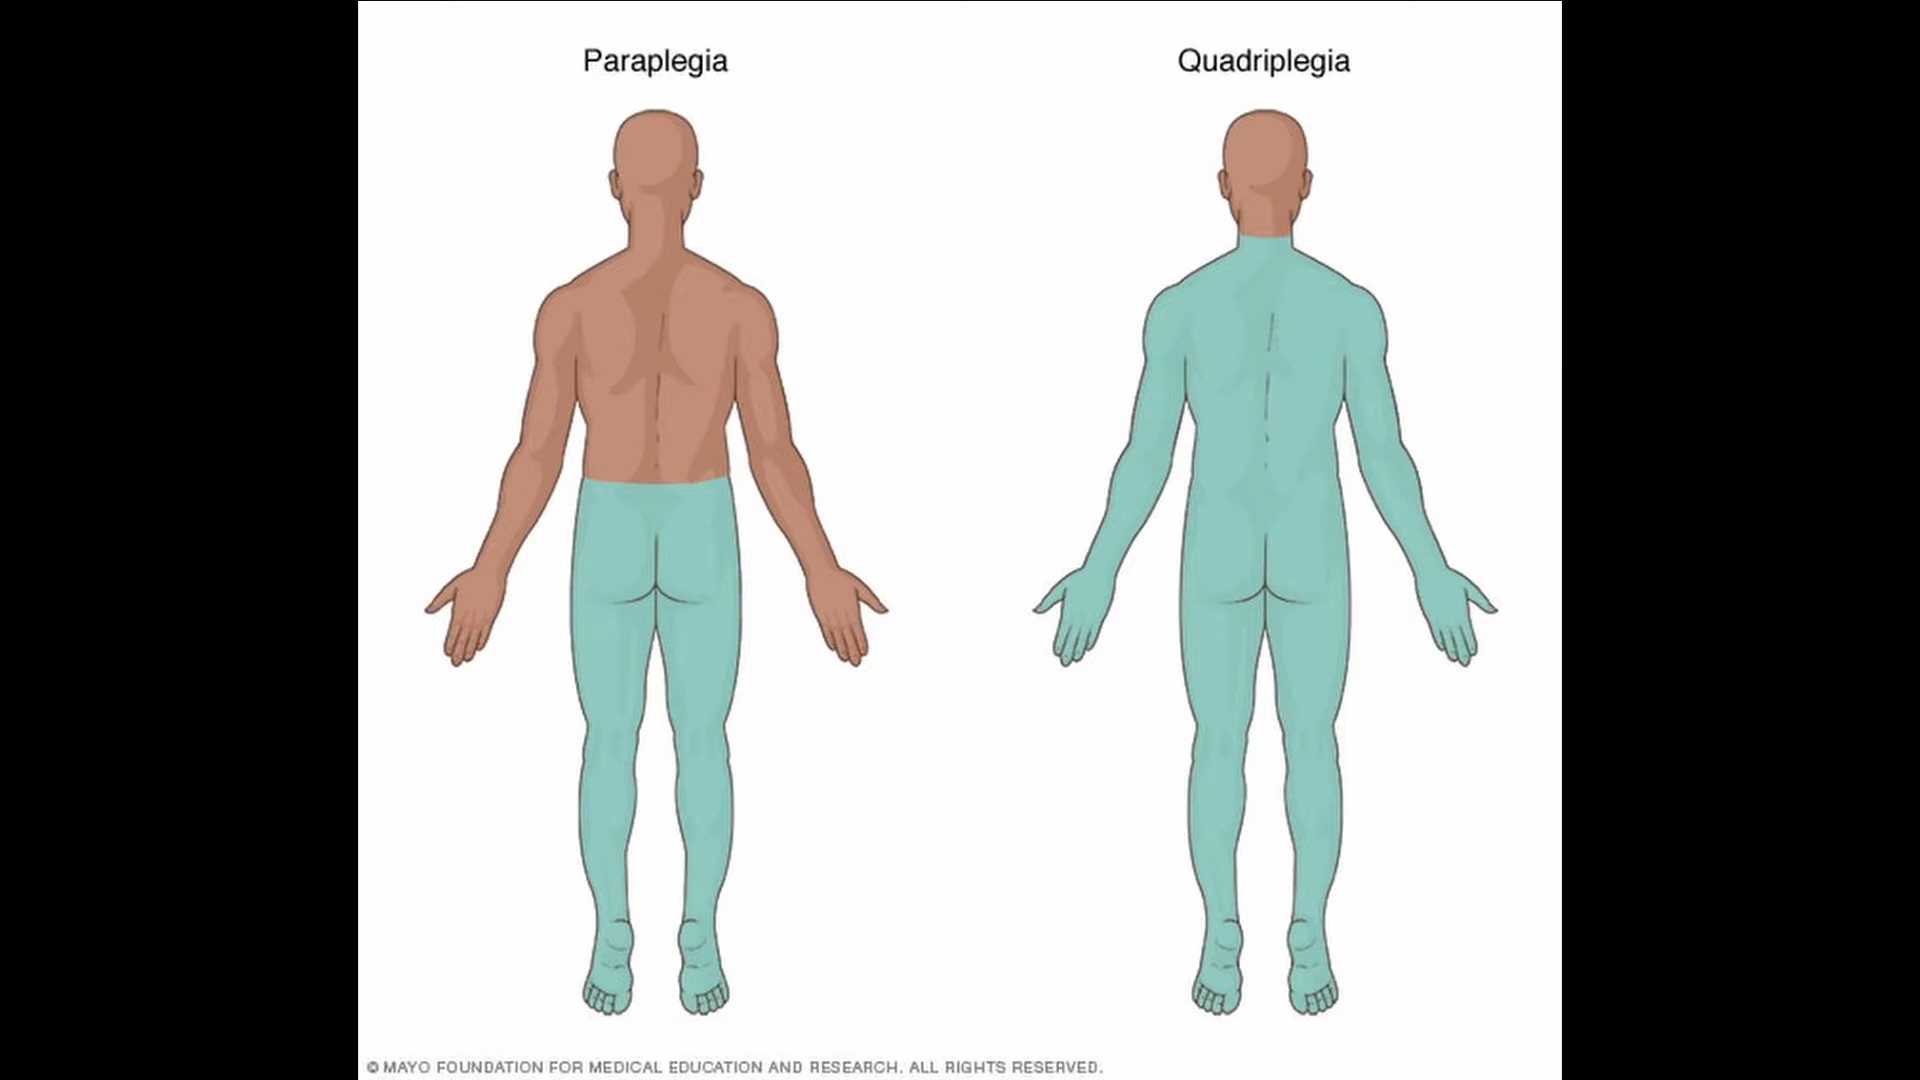 Paraplegia
Quadriplegia
© MAYO FOUNDATION FOR MEDICAL EDUCATION AND RESEARCH. ALL RIGHTS RESERVED.